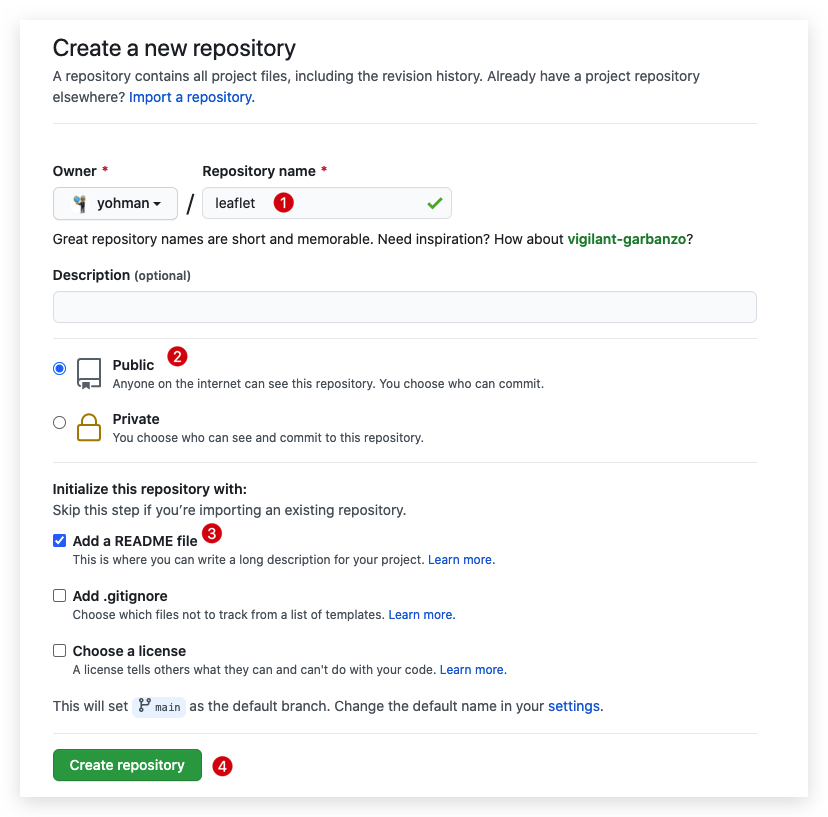 Create a new repository
A repository contains all project files, including the revision history. Already have a project repository
elsewhere? Import a repository.
Owner * Repository name *
yohman / leaflet 1
Great repository names are short and memorable. Need inspiration? How about vigilant-garbanzo?
Description (optional)
Public 2
Anyone on the internet can see this repository. You choose who can commit.
Private
You choose who can see and commit to this repository.
Initialize this repository with:
Skip this step if you’re importing an existing repository.
Add a README file 3
This is where you can write a long description for your project. Learn more.
Add .gitignore
Choose which files not to track from a list of templates. Learn more.
Choose a license
A license tells others what they can and can't do with your code. Learn more.
This will set main as the default branch. Change the default name in your settings.
Create repository 4